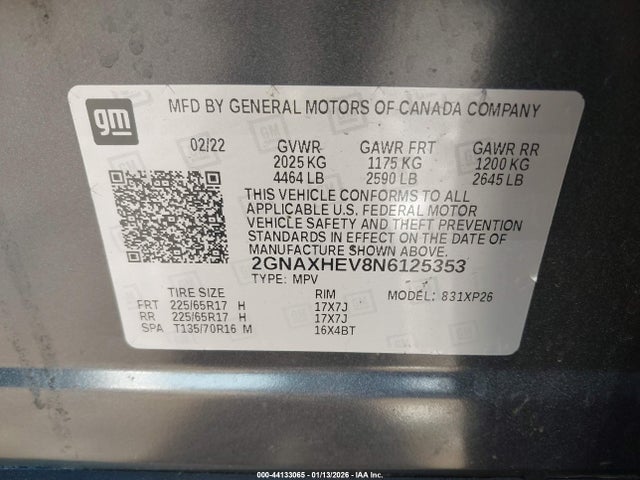 gm
MFD BY GENERAL MOTORS OF CANADA COMPANY
02/22 GVWR GAWR FRT GAWR RR
2025 KG 1175 KG 1200 KG
4464 LB 2590 LB 2645 LB
THIS VEHICLE CONFORMS TO ALL
APPLICABLE U.S. FEDERAL MOTOR
VEHICLE SAFETY AND THEFT PREVENTION
STANDARDS IN EFFECT ON THE DATE OF
MANUFACTURE SHOWN ABOVE.
2GNAXHEV8N6125353
TYPE: MPV
TIRE SIZE RIM MODEL: 831XP26
FRT 225/65R17 H 17X7J
RR 225/65R17 H 17X7J
SPA T135/70R16 M 16X4BT
000-44133065 - 01/13/2026 - IAA Inc.